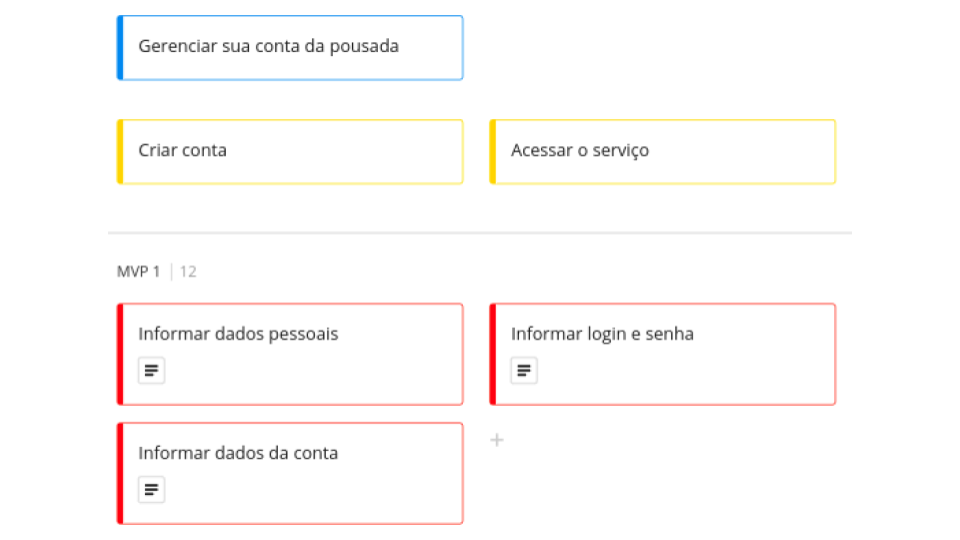 Gerenciar sua conta da pousada
Criar conta
Acessar o serviço
MVP 1 | 12
Informar dados pessoais
Informar login e senha
Informar dados da conta